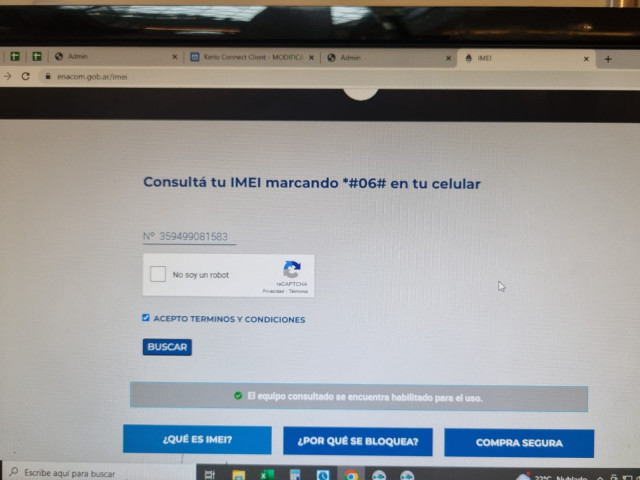 Admin
Kerio Connect Client - MODIFICA
Admin
IMEI
enacom.gob.ar/imei
Consultá tu IMEI marcando *#06# en tu celular
Nº 359499081583
No soy un robot
reCAPTCHA
Privacidad - Términos
ACEPTO TERMINOS Y CONDICIONES
BUSCAR
El equipo consultado se encuentra habilitado para el uso.
¿QUÉ ES IMEI?
¿POR QUÉ SE BLOQUEA?
COMPRA SEGURA
Escribe aquí para buscar
22°C Nublado